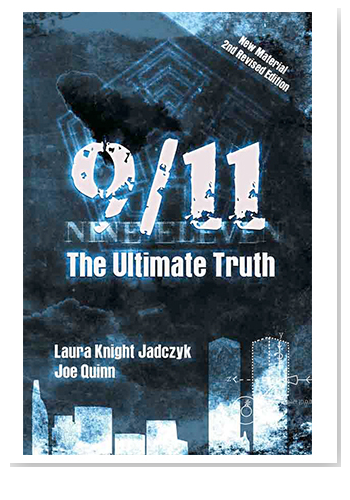 New Material
2nd Revised Edition
9/11
NINE ELEVEN
The Ultimate Truth
Laura Knight Jadczyk
Joe Quinn